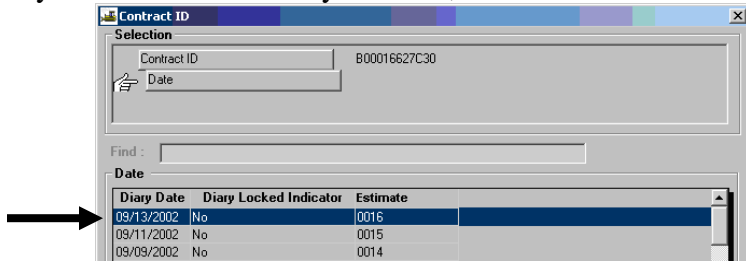 Contract ID
Selection
Contract ID B00016627C30
Date
Find :
Date
Diary Date Diary Locked Indicator Estimate
09/13/2002 No 0016
09/11/2002 No 0015
09/09/2002 No 0014